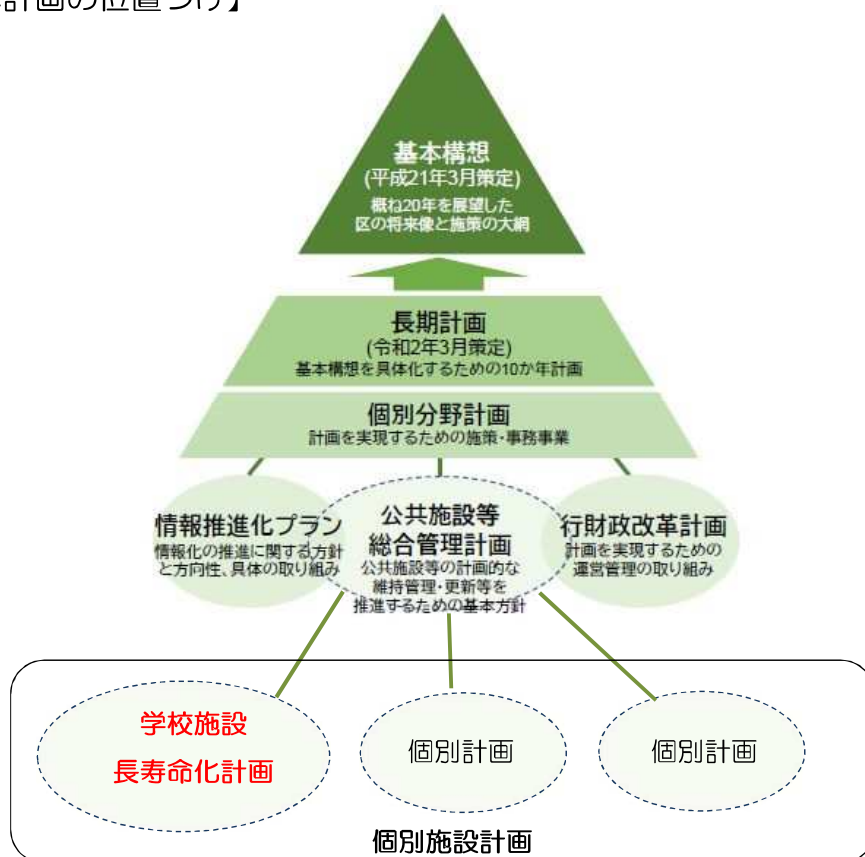 計画の位置づけ】
基本構想
(平成21年3月策定)
概ね20年を展望した
区の将来像と施策の大綱
長期計画
(令和2年3月策定)
基本構想を具体化するための10か年計画
個別分野計画
計画を実現するための施策・事務事業
情報推進化プラン
情報化の推進に関する方針
と方向性、具体の取り組み
公共施設等
総合管理計画
公共施設等の計画的な
維持管理・更新等を
推進するための基本方針
行財政改革計画
計画を実現するための
運営管理の取り組み
学校施設
長寿命化計画
個別計画
個別計画
個別施設計画